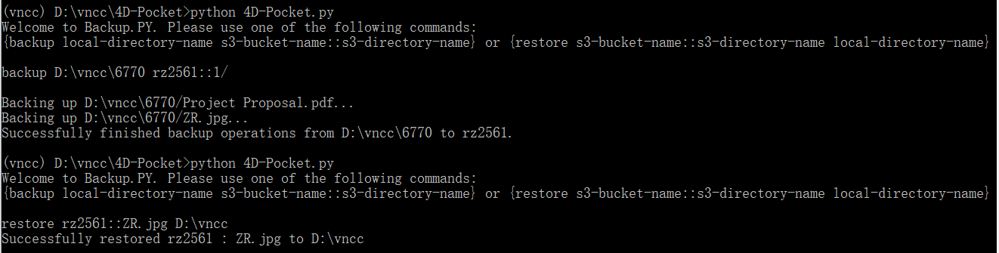 (vncc) D:\vncc\4D-Pocket>python 4D-Pocket.py
Welcome to Backup.PY. Please use one of the following commands:
{backup local-directory-name s3-bucket-name::s3-directory-name} or {restore s3-bucket-name::s3-directory-name local-directory-name}
backup D:\vncc\6770 rz2561::1/
Backing up D:\vncc\6770/Project Proposal.pdf...
Backing up D:\vncc\6770/ZR.jpg...
Successfully finished backup operations from D:\vncc\6770 to rz2561.
(vncc) D:\vncc\4D-Pocket>python 4D-Pocket.py
Welcome to Backup.PY. Please use one of the following commands:
{backup local-directory-name s3-bucket-name::s3-directory-name} or {restore s3-bucket-name::s3-directory-name local-directory-name}
restore rz2561::ZR.jpg D:\vncc
Successfully restored rz2561 : ZR.jpg to D:\vncc